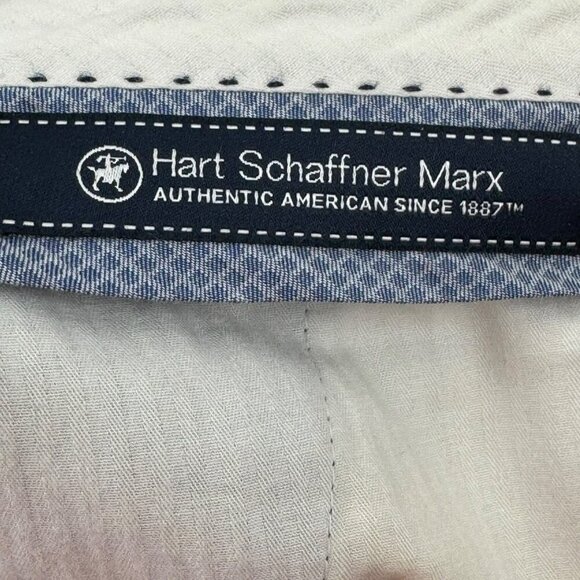 Hart Schaffner Marx
AUTHENTIC AMERICAN SINCE 1887™